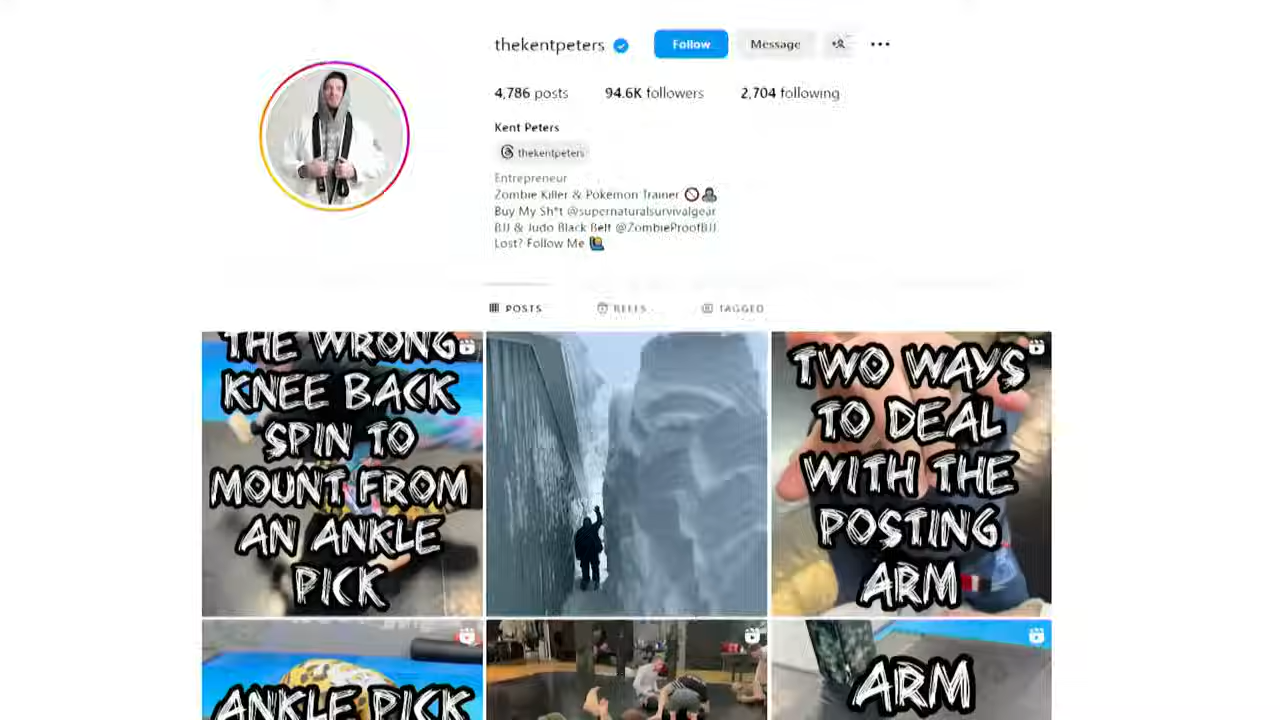 thekentpeters
Follow
Message
4,786 posts
94.6K followers
2,704 following
Kent Peters
thekentpeters
Entrepreneur
Zombie Killer & Pokemon Trainer
Buy My Sh*t @supernaturalsurvivalgear
BJJ & Judo Black Belt @ZombieProofBJJ
Lost? Follow Me
POSTS
REELS
TAGGED
THE WRONG
KNEE BACK
SPIN TO
MOUNT FROM
AN ANKLE
PICK
TWO WAYS
TO DEAL
WITH THE
POSTING
ARM
ANKLE PICK
ARM